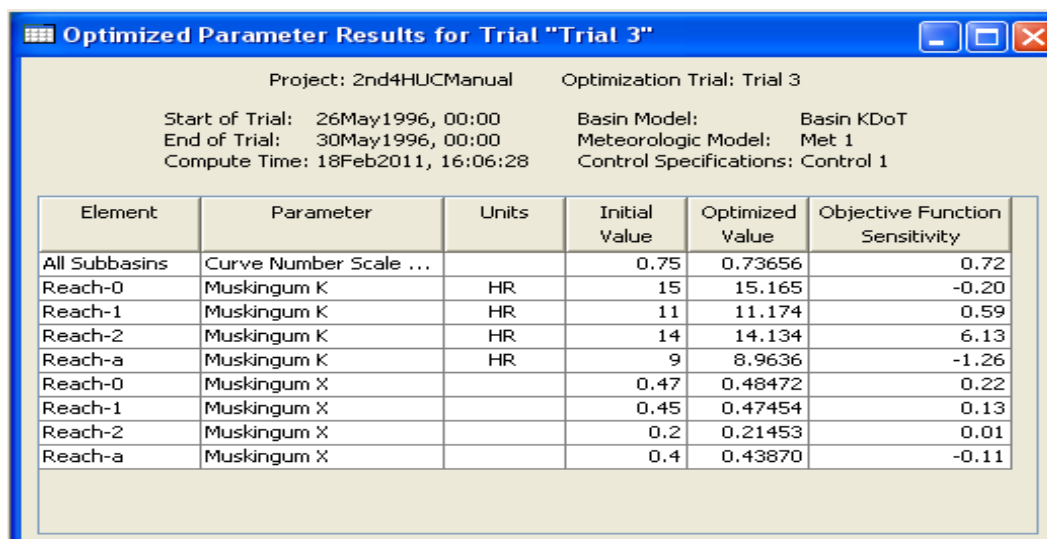 Optimized Parameter Results for Trial "Trial 3"
Project: 2nd4HUCManual Optimization Trial: Trial 3
Start of Trial: 26May1996, 00:00 Basin Model: Basin KDoT
End of Trial: 30May1996, 00:00 Meteorologic Model: Met 1
Compute Time: 18Feb2011, 16:06:28 Control Specifications: Control 1
Element Parameter Units Initial Value Optimized Value Objective Function Sensitivity
All Subbasins Curve Number Scale ... 0.75 0.73656 0.72
Reach-0 Muskingum K HR 15 15.165 -0.20
Reach-1 Muskingum K HR 11 11.174 0.59
Reach-2 Muskingum K HR 14 14.134 6.13
Reach-a Muskingum K HR 9 8.9636 -1.26
Reach-0 Muskingum X 0.47 0.48472 0.22
Reach-1 Muskingum X 0.45 0.47454 0.13
Reach-2 Muskingum X 0.2 0.21453 0.01
Reach-a Muskingum X 0.4 0.43870 -0.11